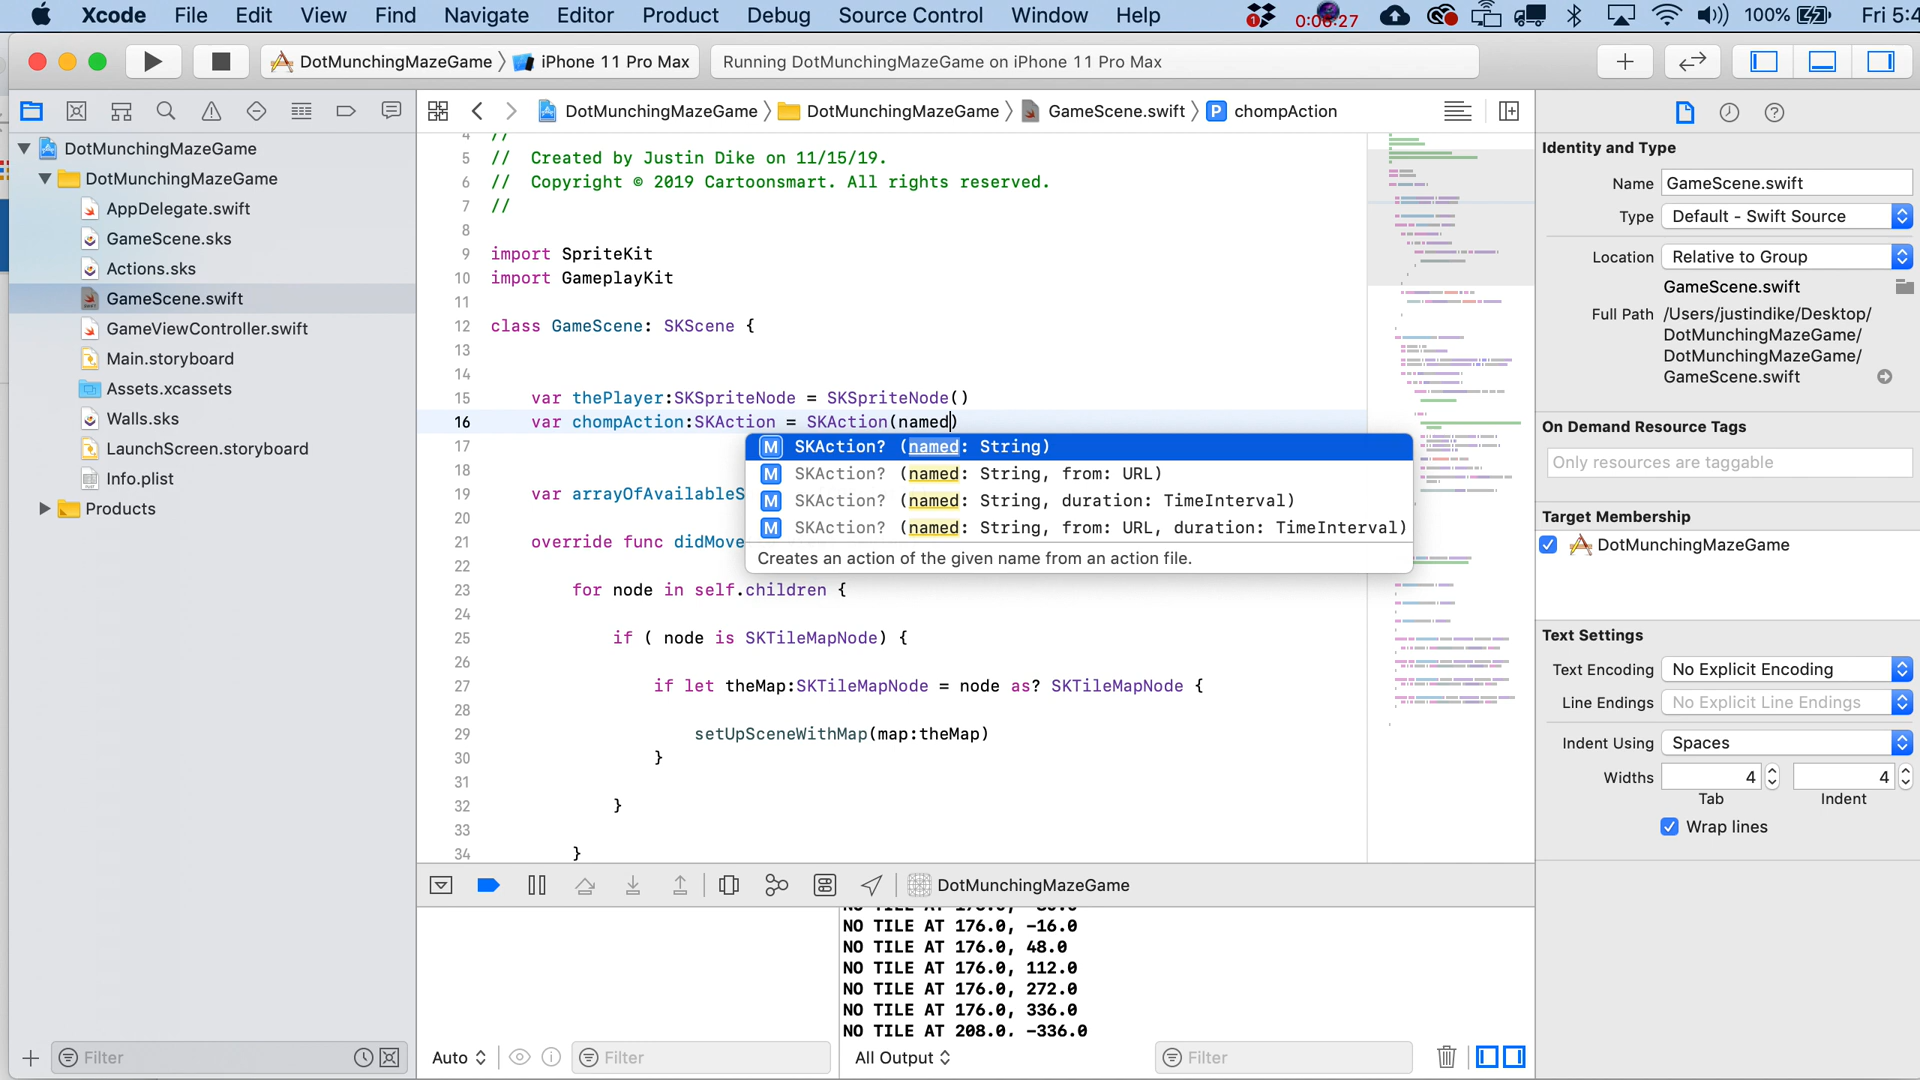 Xcode File Edit View Find Navigate Editor Product Debug Source Control Window Help 1 0:06:27 100% Fri 5:4
DotMunchingMazeGame iPhone 11 Pro Max Running DotMunchingMazeGame on iPhone 11 Pro Max
DotMunchingMazeGame DotMunchingMazeGame GameScene.swift P chompAction
DotMunchingMazeGame
DotMunchingMazeGame
AppDelegate.swift
GameScene.sks
Actions.sks
GameScene.swift
GameViewController.swift
Main.storyboard
Assets.xcassets
Walls.sks
LaunchScreen.storyboard
Info.plist
Products
Filter
4 //
5 // Created by Justin Dike on 11/15/19.
6 // Copyright © 2019 Cartoonsmart. All rights reserved.
7 //
8
9 import SpriteKit
10 import GameplayKit
11
12 class GameScene: SKScene {
13
14
15 var thePlayer:SKSpriteNode = SKSpriteNode()
16 var chompAction:SKAction = SKAction(named)
17
18
19 var arrayOfAvailableS
20
21 override func didMove
22
23 for node in self.children {
24
25 if ( node is SKTileMapNode) {
26
27 if let theMap:SKTileMapNode = node as? SKTileMapNode {
28
29 setUpSceneWithMap(map:theMap)
30 }
31
32 }
33
34 }
M SKAction? (named: String)
M SKAction? (named: String, from: URL)
M SKAction? (named: String, duration: TimeInterval)
M SKAction? (named: String, from: URL, duration: TimeInterval)
Creates an action of the given name from an action file.
DotMunchingMazeGame
NO TILE AT 176.0, -16.0
NO TILE AT 176.0, 48.0
NO TILE AT 176.0, 112.0
NO TILE AT 176.0, 272.0
NO TILE AT 176.0, 336.0
NO TILE AT 208.0, -336.0
Auto Filter All Output Filter
Identity and Type
Name GameScene.swift
Type Default - Swift Source
Location Relative to Group
GameScene.swift
Full Path /Users/justindike/Desktop/
DotMunchingMazeGame/
DotMunchingMazeGame/
GameScene.swift
On Demand Resource Tags
Only resources are taggable
Target Membership
DotMunchingMazeGame
Text Settings
Text Encoding No Explicit Encoding
Line Endings No Explicit Line Endings
Indent Using Spaces
Widths 4 4
Tab Indent
Wrap lines